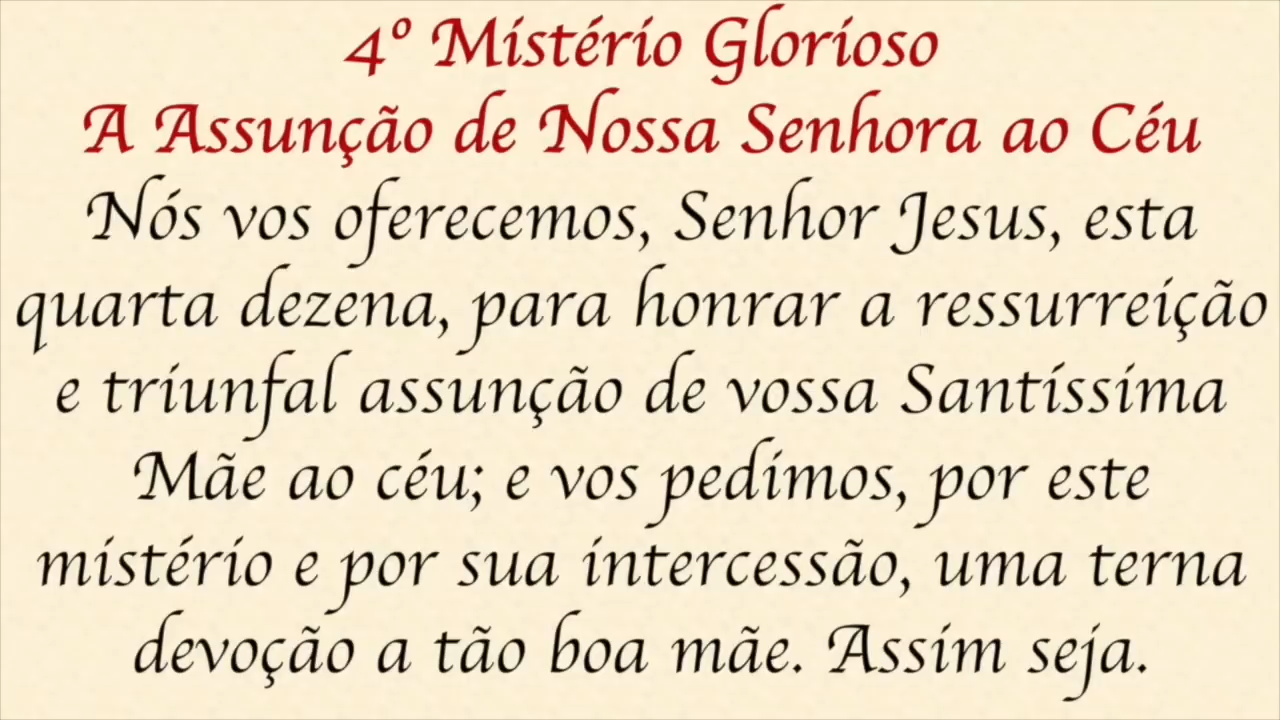 4º Mistério Glorioso
A Assunção de Nossa Senhora ao Céu
Nós vos oferecemos, Senhor Jesus, esta
quarta dezena, para honrar a ressurreição
e triunfal assunção de vossa Santíssima
Mãe ao céu; e vos pedimos, por este
mistério e por sua intercessão, uma terna
devoção a tão boa mãe. Assim seja.